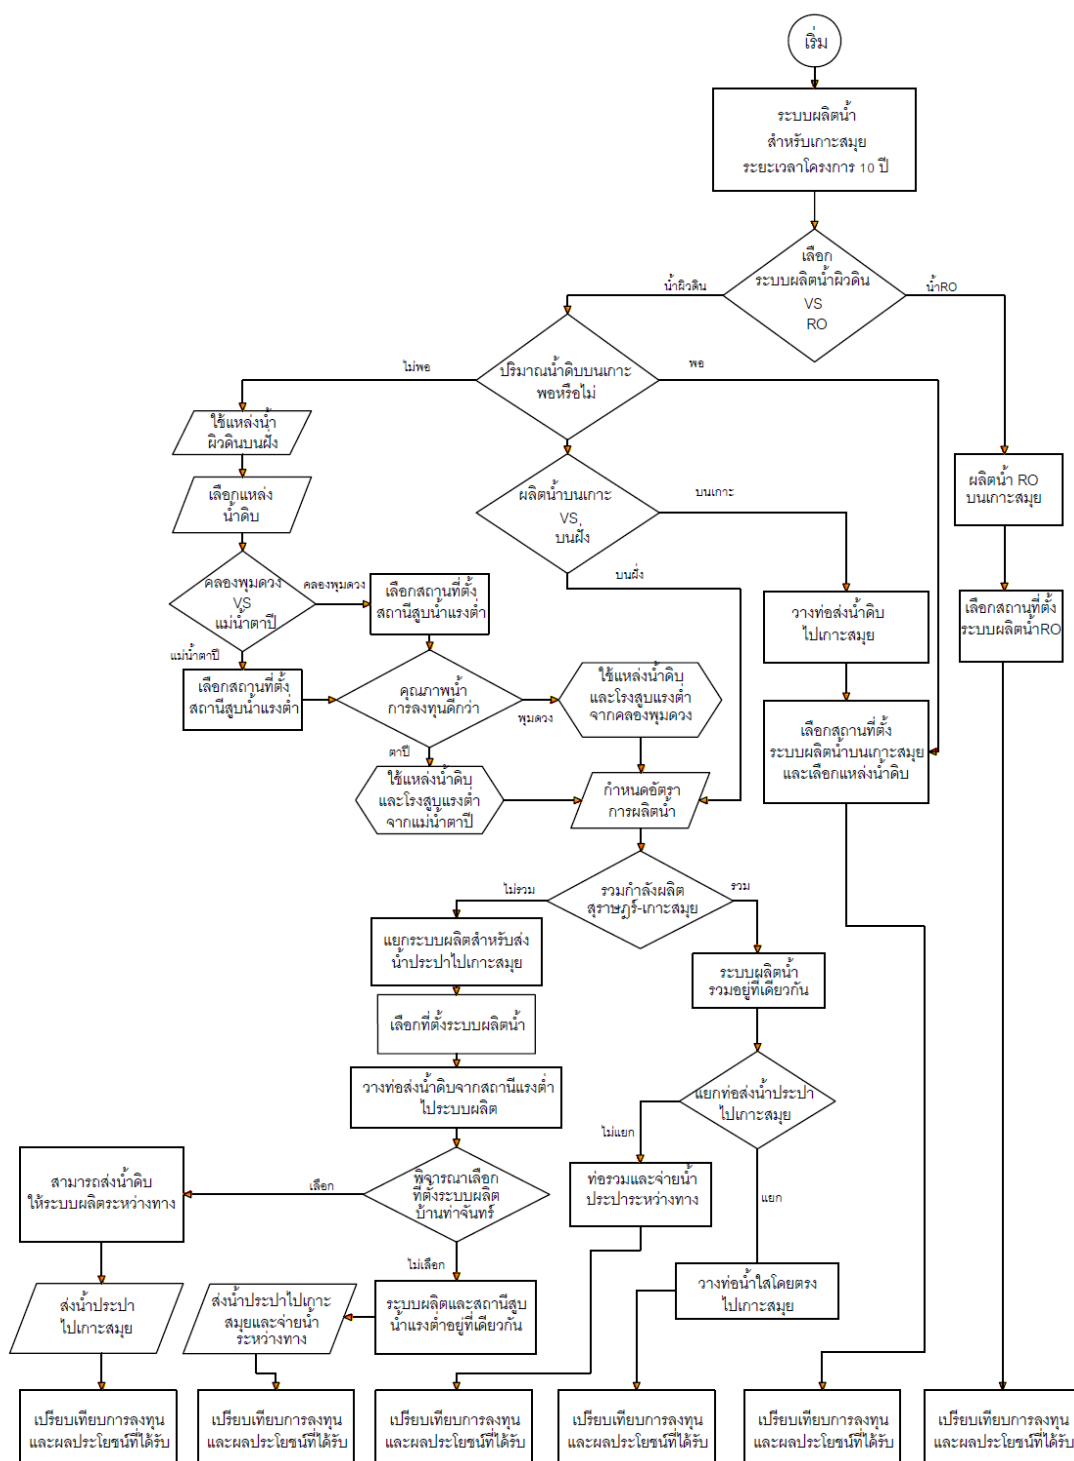 เริ่ม
ระบบผลิตน้ำ
สำหรับเกาะสมุย
ระยะเวลาโครงการ 10 ปี
เลือก
ระบบผลิตน้ำผิวดิน
VS
RO
น้ำผิวดิน
น้ำRO
ปริมาณน้ำดิบบนเกาะ
พอหรือไม่
ไม่พอ
พอ
ใช้แหล่งน้ำ
ผิวดินบนฝั่ง
เลือกแหล่ง
น้ำดิบ
ผลิตน้ำบนเกาะ
VS,
บนฝั่ง
บนเกาะ
บนฝั่ง
ผลิตน้ำ RO
บนเกาะสมุย
คลองพุมดวง
VS
แม่น้ำตาปี
คลองพุมดวง
แม่น้ำตาปี
เลือกสถานที่ตั้ง
สถานีสูบน้ำแรงต่ำ
วางท่อส่งน้ำดิบ
ไปเกาะสมุย
เลือกสถานที่ตั้ง
ระบบผลิตน้ำRO
เลือกสถานที่ตั้ง
สถานีสูบน้ำแรงต่ำ
คุณภาพน้ำ
การลงทุนดีกว่า
พุมดวง
ตาปี
ใช้แหล่งน้ำดิบ
และโรงสูบแรงต่ำ
จากคลองพุมดวง
เลือกสถานที่ตั้ง
ระบบผลิตน้ำบนเกาะสมุย
และเลือกแหล่งน้ำดิบ
ใช้แหล่งน้ำดิบ
และโรงสูบแรงต่ำ
จากแม่น้ำตาปี
กำหนดอัตรา
การผลิตน้ำ
รวมกำลังผลิต
สุราษฎร์-เกาะสมุย
ไม่รวม
รวม
แยกระบบผลิตสำหรับส่ง
น้ำประปาไปเกาะสมุย
ระบบผลิตน้ำ
รวมอยู่ที่เดียวกัน
เลือกที่ตั้งระบบผลิตน้ำ
วางท่อส่งน้ำดิบจากสถานีแรงต่ำ
ไประบบผลิต
แยกท่อส่งน้ำประปา
ไปเกาะสมุย
ไม่แยก
แยก
สามารถส่งน้ำดิบ
ให้ระบบผลิตระหว่างทาง
เลือก
พิจารณาเลือก
ที่ตั้งระบบผลิต
บ้านท่าจันทร์
ไม่เลือก
ท่อรวมและจ่ายน้ำ
ประปาระหว่างทาง
วางท่อน้ำใสโดยตรง
ไปเกาะสมุย
ส่งน้ำประปา
ไปเกาะสมุย
ส่งน้ำประปาไปเกาะ
สมุยและจ่ายน้ำ
ระหว่างทาง
ระบบผลิตและสถานีสูบ
น้ำแรงต่ำอยู่ที่เดียวกัน
เปรียบเทียบการลงทุน
และผลประโยชน์ที่ได้รับ
เปรียบเทียบการลงทุน
และผลประโยชน์ที่ได้รับ
เปรียบเทียบการลงทุน
และผลประโยชน์ที่ได้รับ
เปรียบเทียบการลงทุน
และผลประโยชน์ที่ได้รับ
เปรียบเทียบการลงทุน
และผลประโยชน์ที่ได้รับ
เปรียบเทียบการลงทุน
และผลประโยชน์ที่ได้รับ